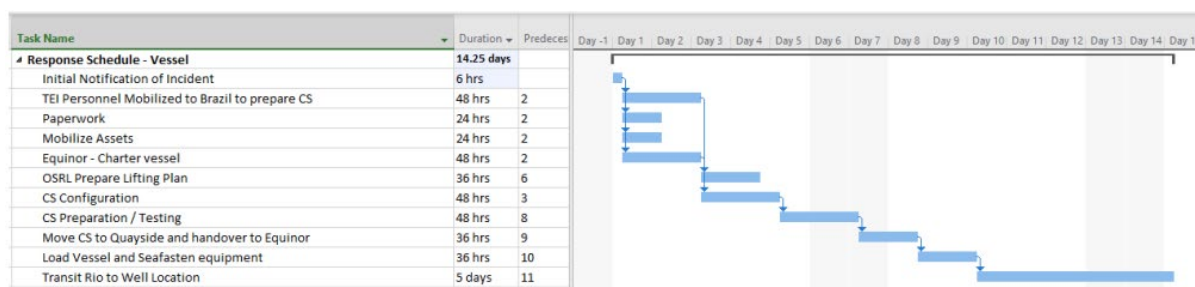 Task Name Duration Predeces Day -1 Day 1 Day 2 Day 3 Day 4 Day 5 Day 6 Day 7 Day 8 Day 9 Day 10 Day 11 Day 12 Day 13 Day 14 Day 1
Response Schedule - Vessel 14.25 days
Initial Notification of Incident 6 hrs
TEI Personnel Mobilized to Brazil to prepare CS 48 hrs 2
Paperwork 24 hrs 2
Mobilize Assets 24 hrs 2
Equinor - Charter vessel 48 hrs 2
OSRL Prepare Lifting Plan 36 hrs 6
CS Configuration 48 hrs 3
CS Preparation / Testing 48 hrs 8
Move CS to Quayside and handover to Equinor 36 hrs 9
Load Vessel and Seafasten equipment 36 hrs 10
Transit Rio to Well Location 5 days 11